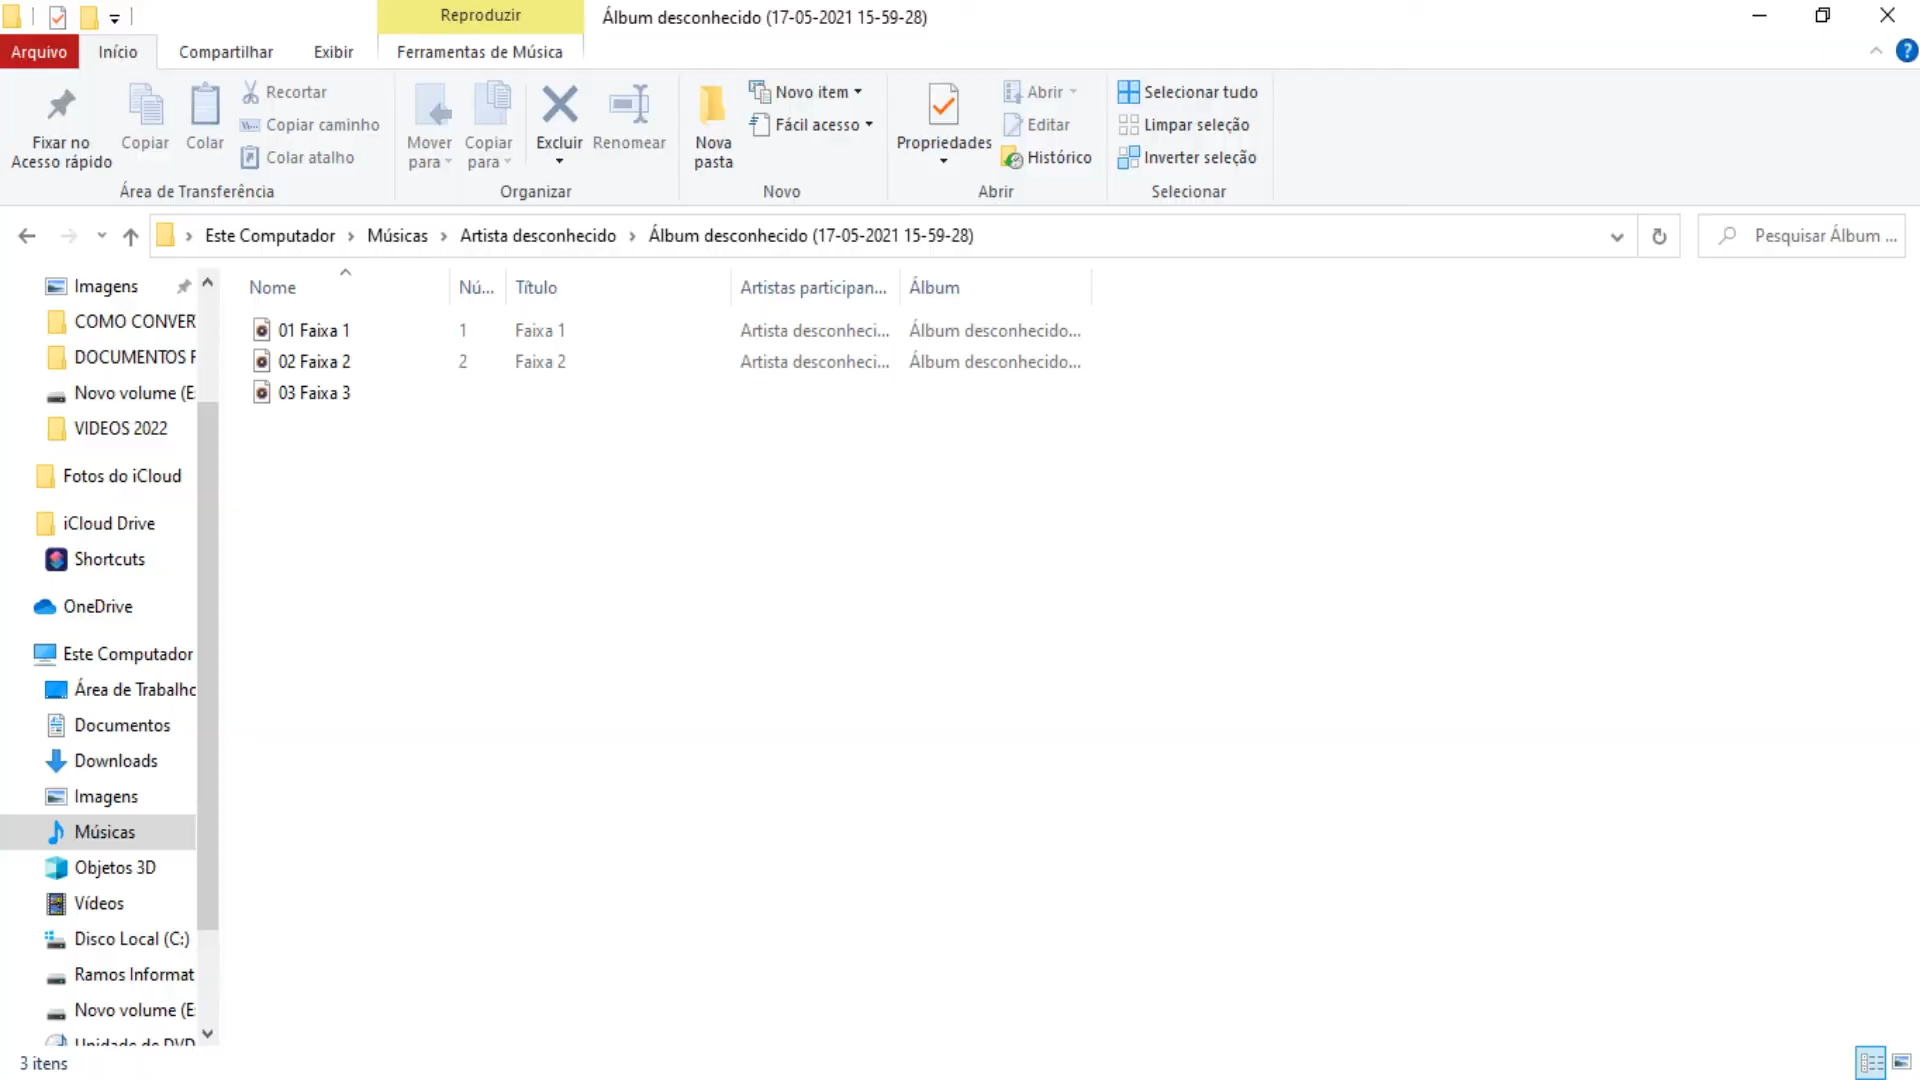 Reproduzir
Álbum desconhecido (17-05-2021 15-59-28)
Arquivo
Início
Compartilhar
Exibir
Ferramentas de Música
Fixar no
Acesso rápido
Copiar
Colar
Recortar
Copiar caminho
Colar atalho
Área de Transferência
Mover
para
Copiar
para
Excluir
Renomear
Organizar
Nova
pasta
Novo item
Fácil acesso
Novo
Propriedades
Abrir
Editar
Histórico
Abrir
Selecionar tudo
Limpar seleção
Inverter seleção
Selecionar
Este Computador
Músicas
Artista desconhecido
Álbum desconhecido (17-05-2021 15-59-28)
Pesquisar Álbum ...
Imagens
COMO CONVER
DOCUMENTOS F
Novo volume (E
VIDEOS 2022
Fotos do iCloud
iCloud Drive
Shortcuts
OneDrive
Este Computador
Área de Trabalho
Documentos
Downloads
Imagens
Músicas
Objetos 3D
Vídeos
Disco Local (C:)
Ramos Informat
Novo volume (E
Unidade de DVD
Nome
Nú...
Título
Artistas participan...
Álbum
01 Faixa 1
1
Faixa 1
Artista desconheci...
Álbum desconhecido...
02 Faixa 2
2
Faixa 2
Artista desconheci...
Álbum desconhecido...
03 Faixa 3
3 itens